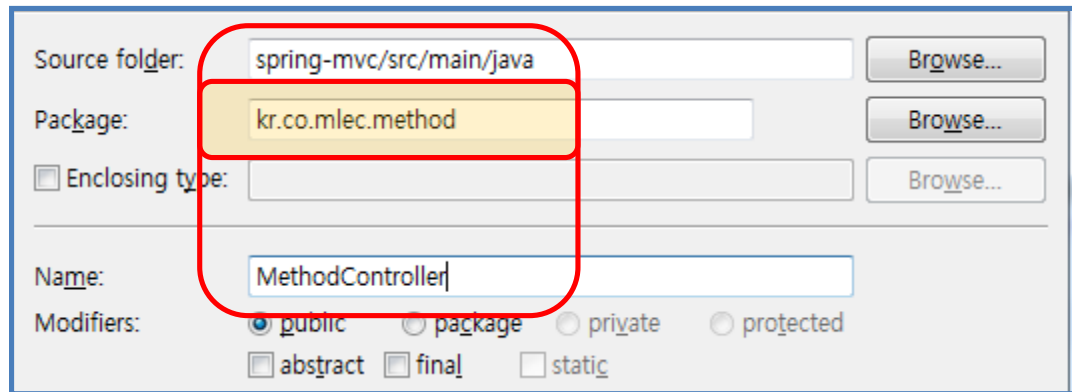 Source folder: spring-mvc/src/main/java Browse...
Package: kr.co.mlec.method Browse...
Enclosing type: Browse...
Name: MethodController
Modifiers: public package private protected
abstract final static